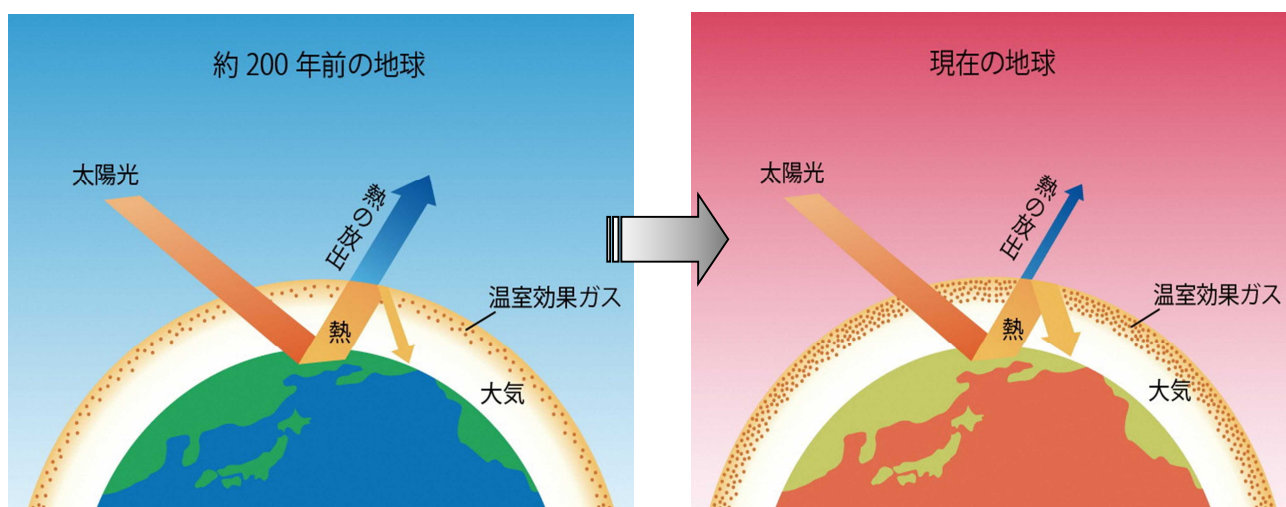 約 200 年前の地球
太陽光
熱の放出
温室効果ガス
熱
大気
現在の地球
太陽光
熱の放出
温室効果ガス
熱
大気